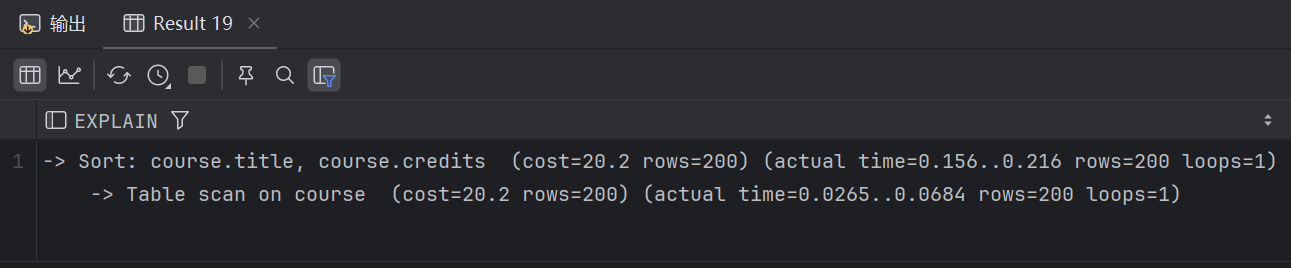 输出
Result 19
EXPLAIN
1
-> Sort: course.title, course.credits  (cost=20.2 rows=200) (actual time=0.156..0.216 rows=200 loops=1)
    -> Table scan on course  (cost=20.2 rows=200) (actual time=0.0265..0.0684 rows=200 loops=1)